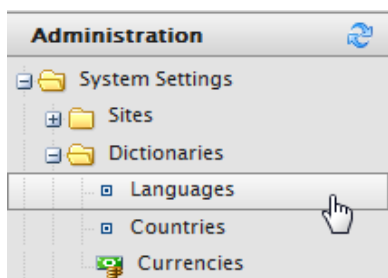 Administration
System Settings
Sites
Dictionaries
Languages
Countries
Currencies